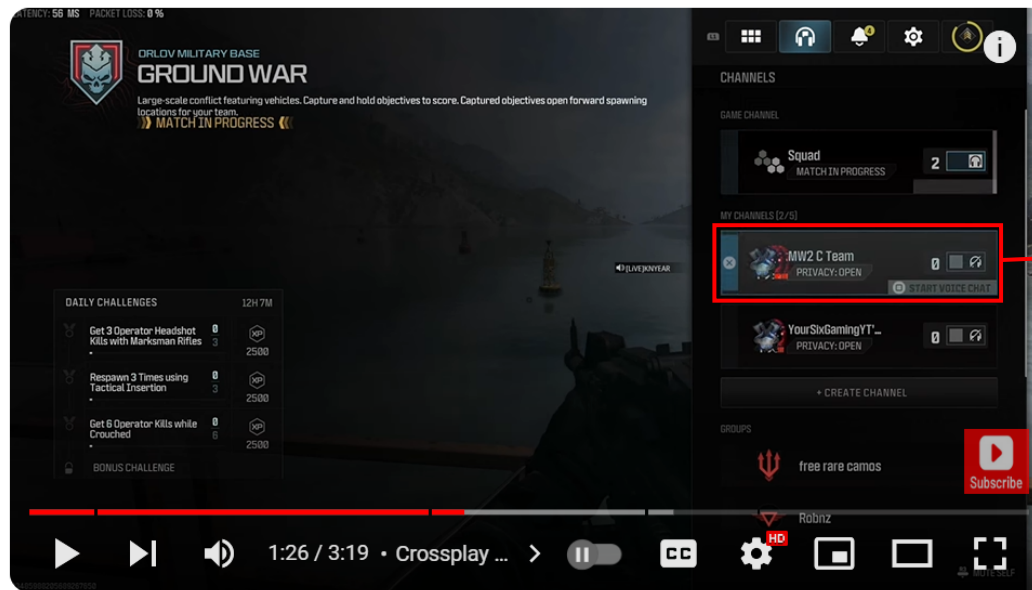 LATENCY: 56 MS PACKET LOSS: 0 %
ORLOV MILITARY BASE
GROUND WAR
Large-scale conflict featuring vehicles. Capture and hold objectives to score. Captured objectives open forward spawning
locations for your team.
MATCH IN PROGRESS
[LIVE]KNYEAR
DAILY CHALLENGES 12H 7M
Get 3 Operator Headshot
Kills with Marksman Rifles
0
3
XP
2500
Respawn 3 Times using
Tactical Insertion
0
3
XP
2500
Get 6 Operator Kills while
Crouched
0
6
XP
2500
BONUS CHALLENGE
L3
4
i
CHANNELS
GAME CHANNEL
Squad
MATCH IN PROGRESS
2
MY CHANNELS [2/5]
MW2 C Team
PRIVACY: OPEN
0
START VOICE CHAT
YourSixGamingYT'...
PRIVACY: OPEN
0
+ CREATE CHANNEL
GROUPS
free rare camos
Robnz
Subscribe
1:26 / 3:19 • Crossplay ...
CC
HD
MUTE SELF